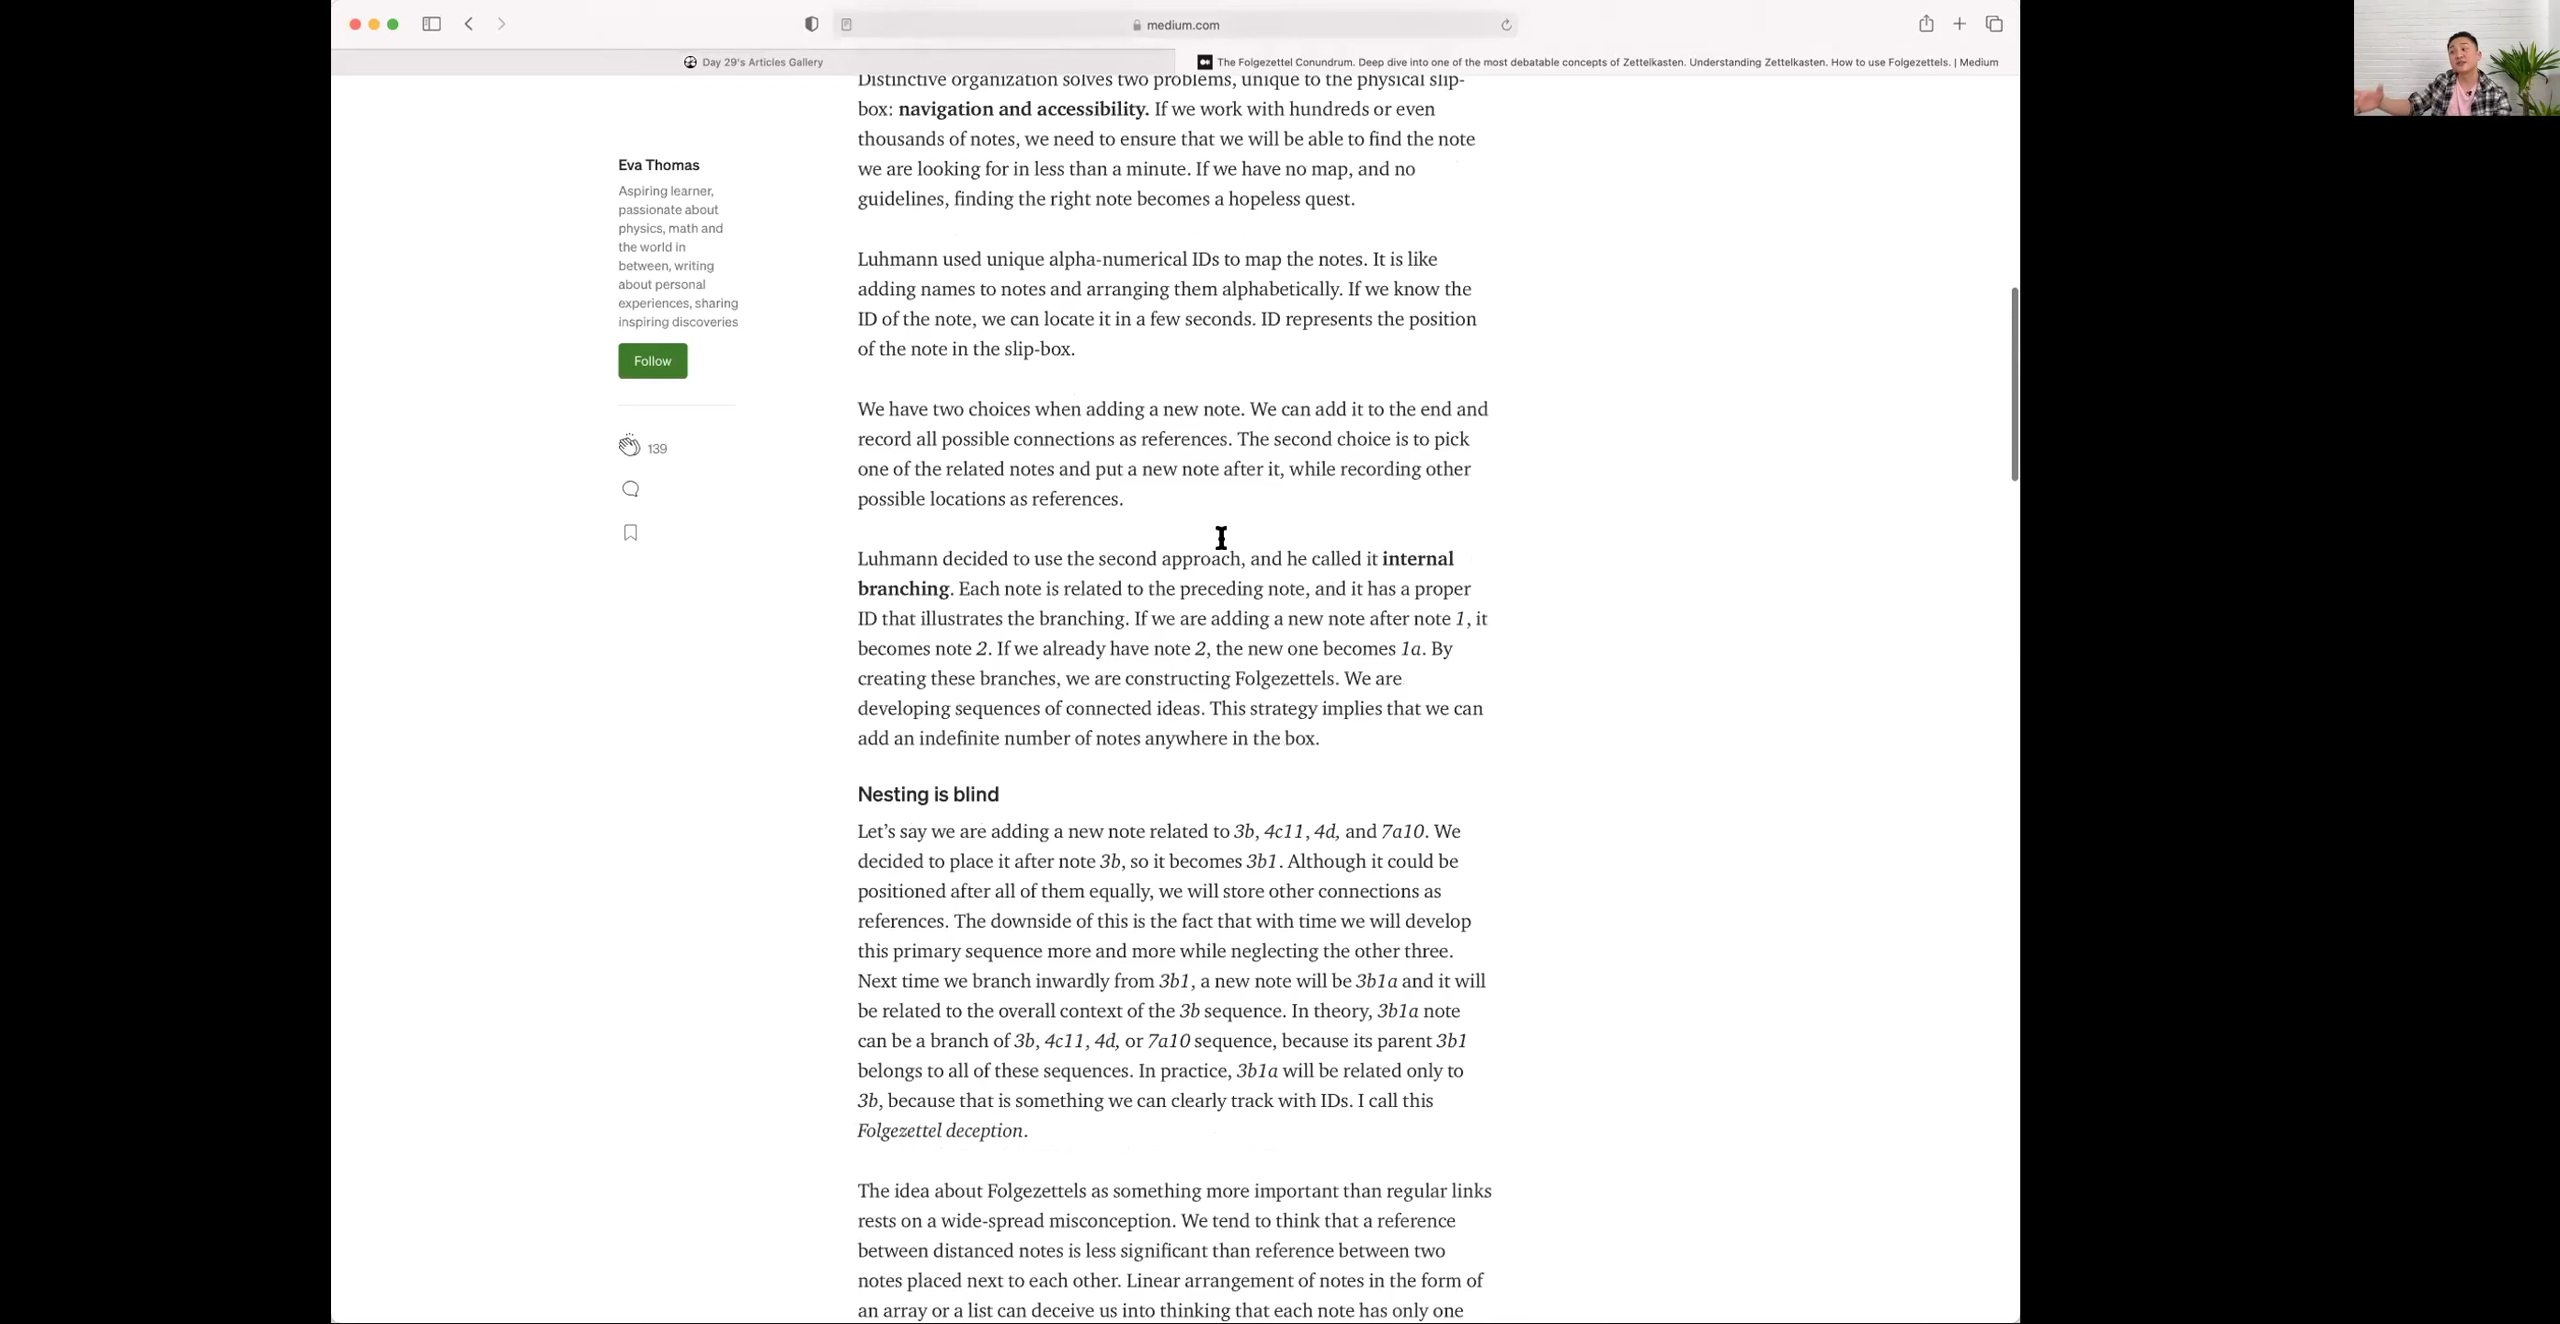 medium.com
Day 29's Articles Gallery
The Folgezettel Conundrum. Deep dive into one of the most debatable concepts of Zettelkasten. Understanding Zettelkasten. How to use Folgezettels. | Medium
Eva Thomas
Aspiring learner,
passionate about
physics, math and
the world in
between, writing
about personal
experiences, sharing
inspiring discoveries
Follow
139
Distinctive organization solves two problems, unique to the physical slip-
box: navigation and accessibility. If we work with hundreds or even
thousands of notes, we need to ensure that we will be able to find the note
we are looking for in less than a minute. If we have no map, and no
guidelines, finding the right note becomes a hopeless quest.
Luhmann used unique alpha-numerical IDs to map the notes. It is like
adding names to notes and arranging them alphabetically. If we know the
ID of the note, we can locate it in a few seconds. ID represents the position
of the note in the slip-box.
We have two choices when adding a new note. We can add it to the end and
record all possible connections as references. The second choice is to pick
one of the related notes and put a new note after it, while recording other
possible locations as references.
Luhmann decided to use the second approach, and he called it internal
branching. Each note is related to the preceding note, and it has a proper
ID that illustrates the branching. If we are adding a new note after note 1, it
becomes note 2. If we already have note 2, the new one becomes 1a. By
creating these branches, we are constructing Folgezettels. We are
developing sequences of connected ideas. This strategy implies that we can
add an indefinite number of notes anywhere in the box.
Nesting is blind
Let’s say we are adding a new note related to 3b, 4c11, 4d, and 7a10. We
decided to place it after note 3b, so it becomes 3b1. Although it could be
positioned after all of them equally, we will store other connections as
references. The downside of this is the fact that with time we will develop
this primary sequence more and more while neglecting the other three.
Next time we branch inwardly from 3b1, a new note will be 3b1a and it will
be related to the overall context of the 3b sequence. In theory, 3b1a note
can be a branch of 3b, 4c11, 4d, or 7a10 sequence, because its parent 3b1
belongs to all of these sequences. In practice, 3b1a will be related only to
3b, because that is something we can clearly track with IDs. I call this
Folgezettel deception.
The idea about Folgezettels as something more important than regular links
rests on a wide-spread misconception. We tend to think that a reference
between distanced notes is less significant than reference between two
notes placed next to each other. Linear arrangement of notes in the form of
an array or a list can deceive us into thinking that each note has only one